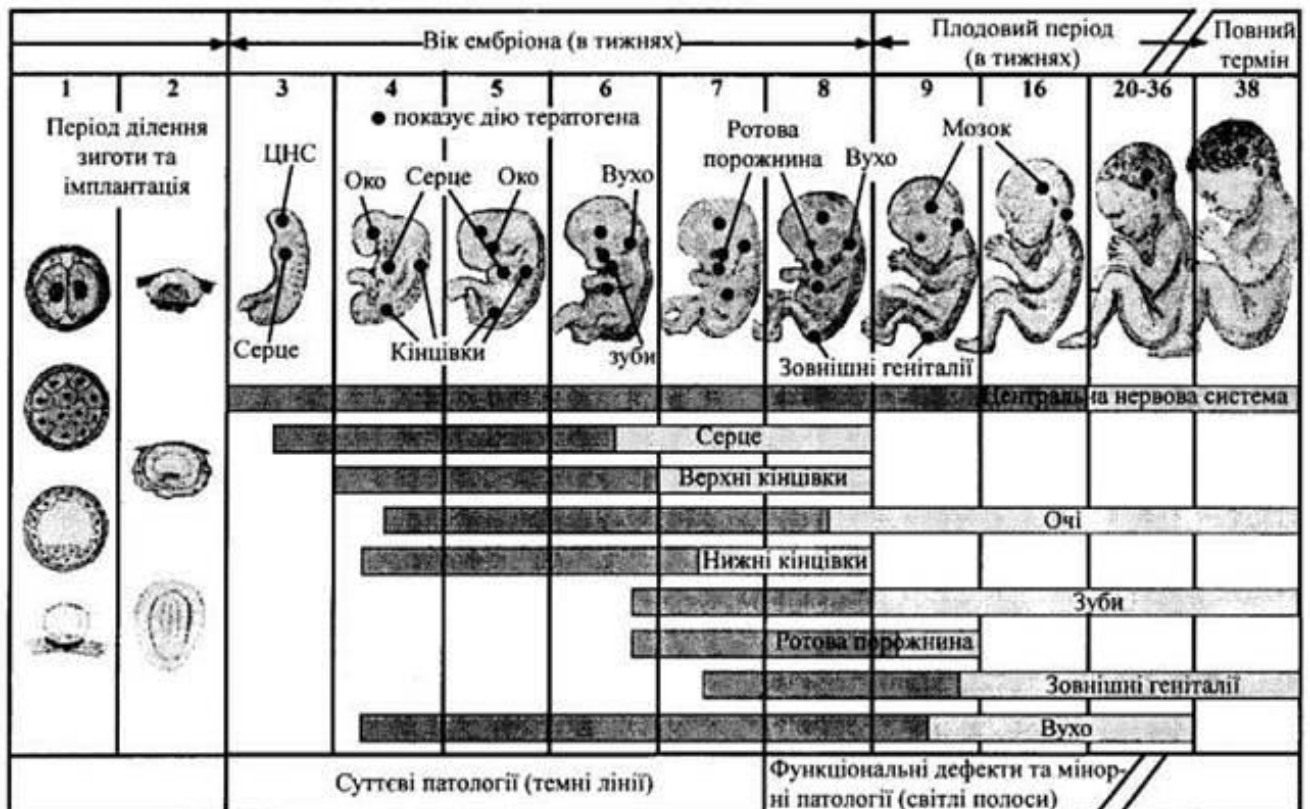 Вік ембріона (в тижнях)
Плодовий період
(в тижнях)
Повний
термін
1
2
3
4
5
6
7
8
9
16
20-36
38
Період ділення
зиготи та
імплантація
● показує дію тератогена
ЦНС
Око
Серце
Око
Вухо
Ротова
порожнина
Вухо
Мозок
Серце
Кінцівки
зуби
Зовнішні геніталії
Центральна нервова система
Серце
Верхні кінцівки
Очі
Нижні кінцівки
Зуби
Ротова порожнина
Зовнішні геніталії
Вухо
Суттєві патології (темні лінії)
Функціональні дефекти та мінор-
ні патології (світлі полоси)